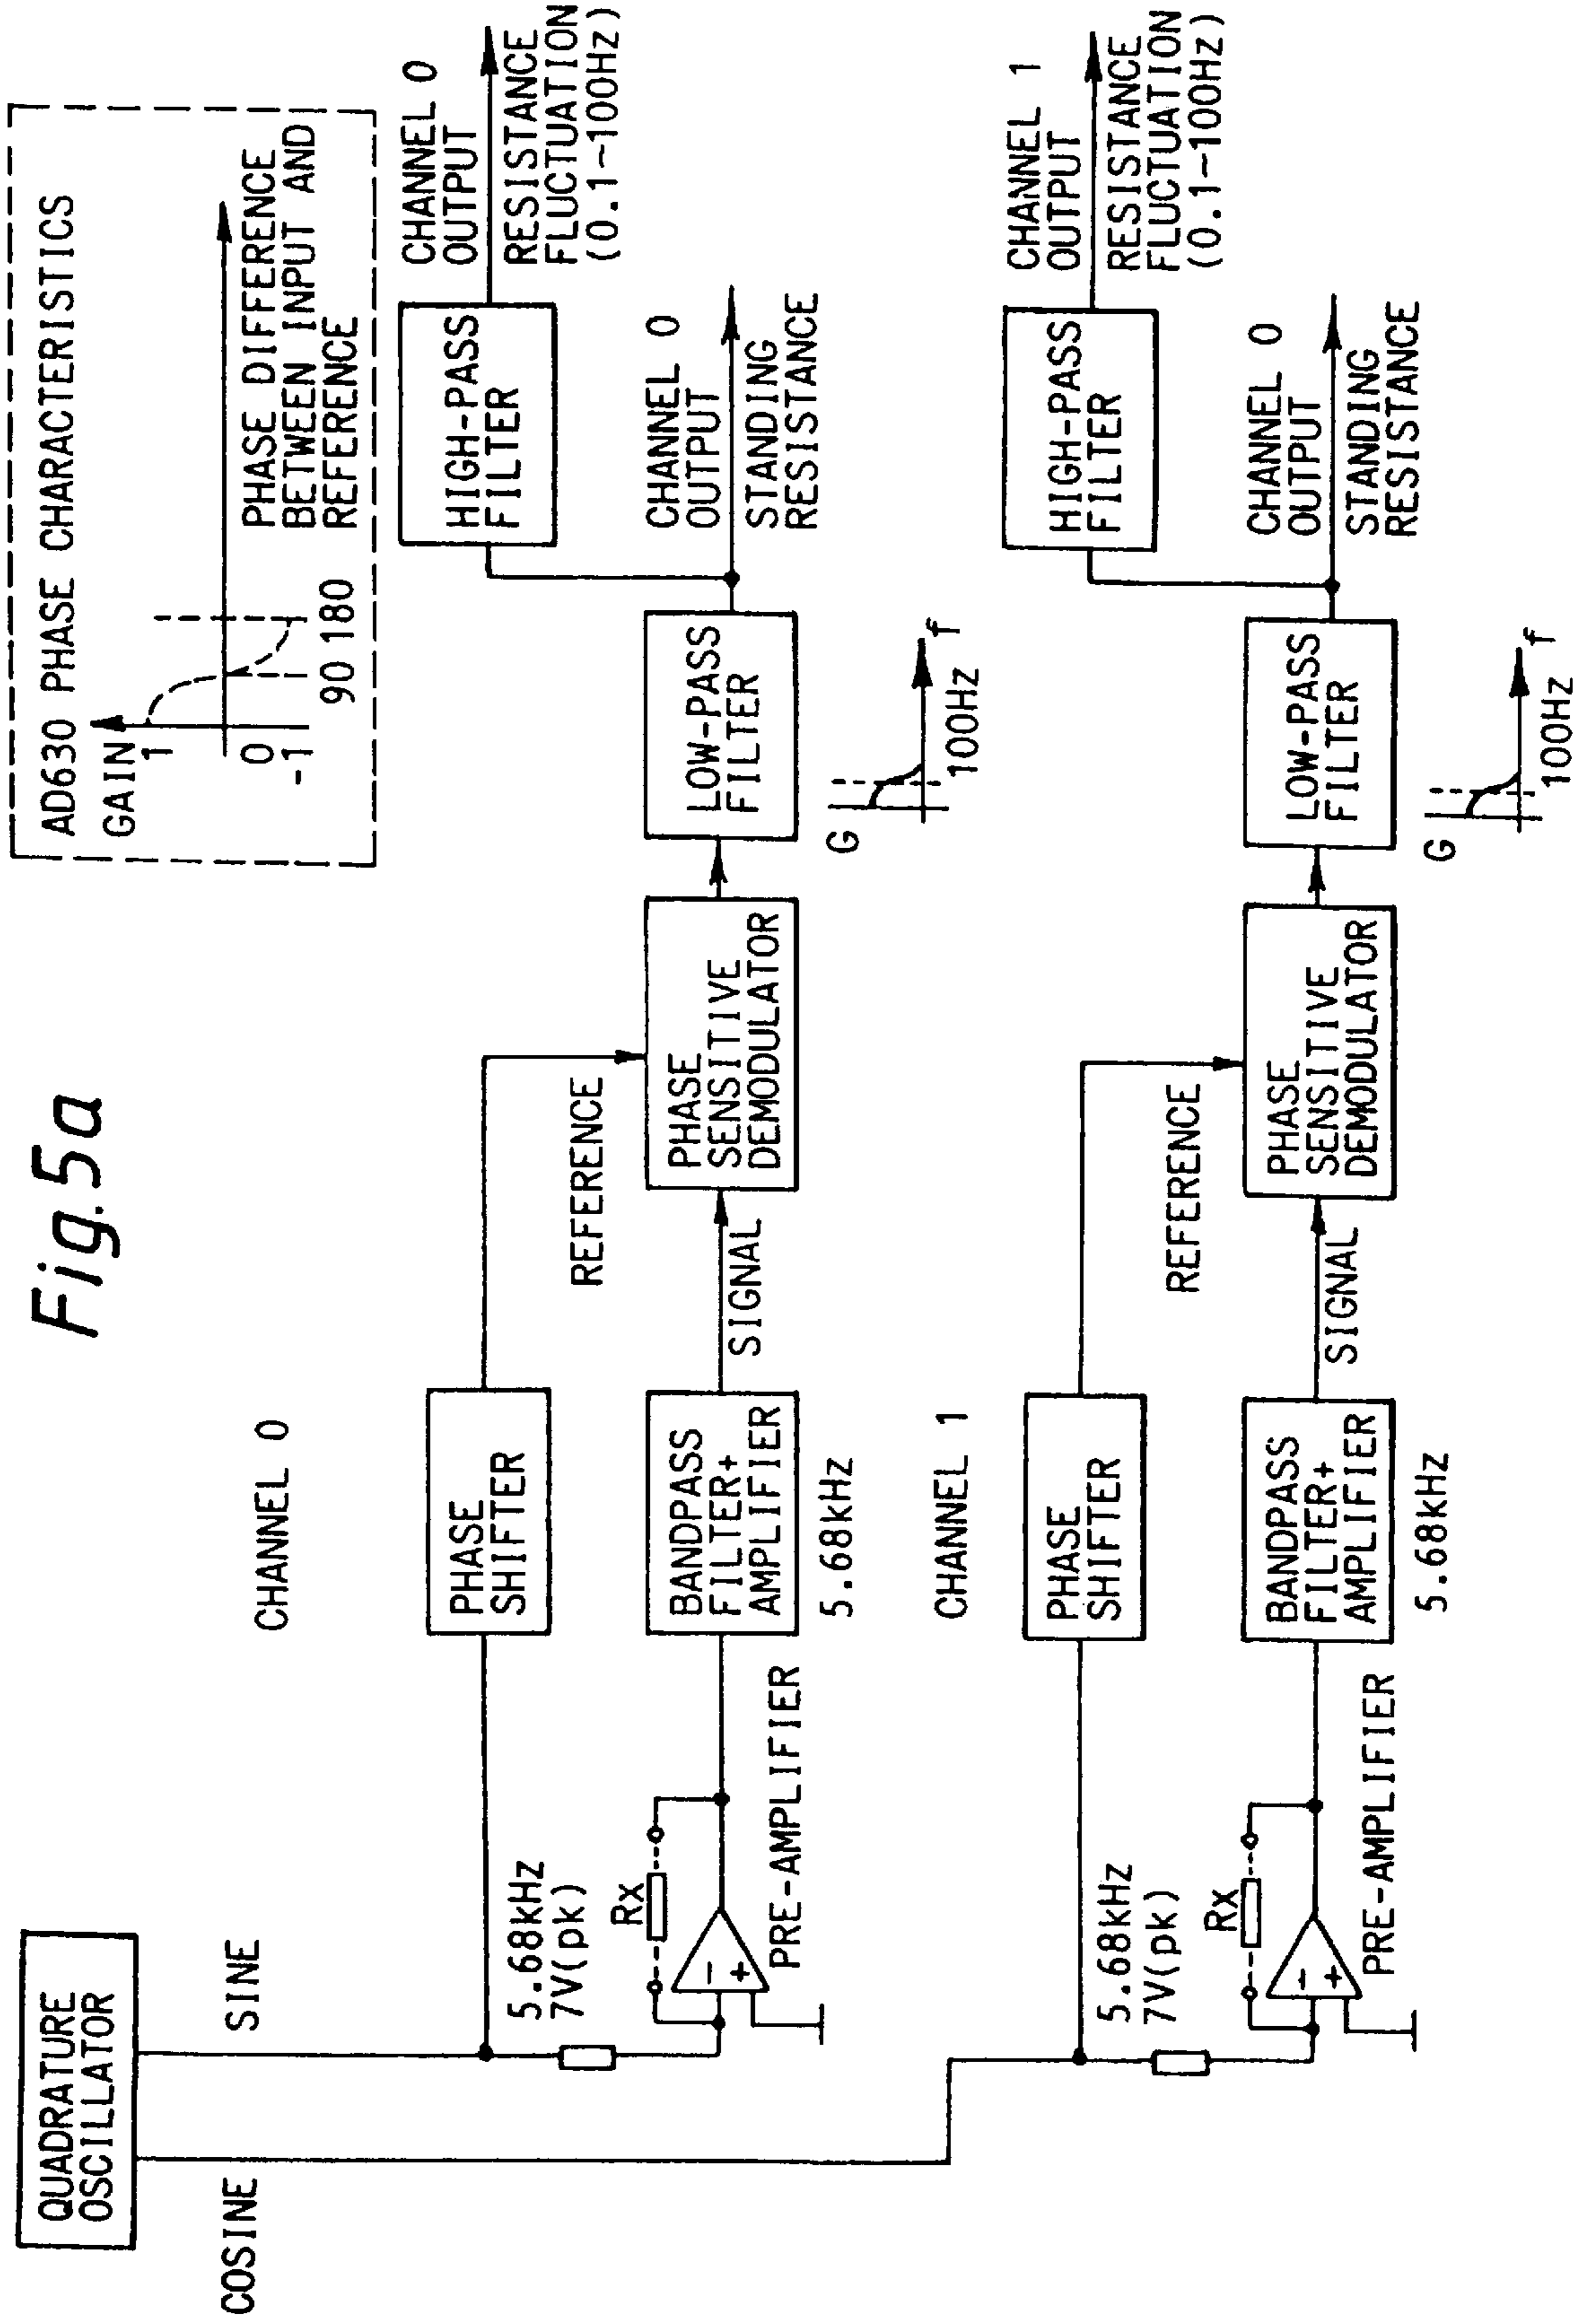 Fig.5a
QUADRATURE
OSCILLATOR
COSINE
SINE
CHANNEL 0
PHASE
SHIFTER
5.68kHz
7V(pk)
Rx
-
+
PRE-AMPLIFIER
BANDPASS
FILTER+
AMPLIFIER
5.68kHz
SIGNAL
REFERENCE
PHASE
SENSITIVE
DEMODULATOR
LOW-PASS
FILTER
G
f
100Hz
HIGH-PASS
FILTER
CHANNEL 0
OUTPUT
RESISTANCE
FLUCTUATION
(0.1~100Hz)
CHANNEL 0
OUTPUT
STANDING
RESISTANCE
AD630 PHASE CHARACTERISTICS
GAIN
1
0
-1
90 180
PHASE DIFFERENCE
BETWEEN INPUT AND
REFERENCE
CHANNEL 1
PHASE
SHIFTER
5.68kHz
7V(pk)
Rx
-
+
PRE-AMPLIFIER
BANDPASS
FILTER+
AMPLIFIER
5.68kHz
SIGNAL
REFERENCE
PHASE
SENSITIVE
DEMODULATOR
LOW-PASS
FILTER
G
f
100Hz
HIGH-PASS
FILTER
CHANNEL 1
OUTPUT
RESISTANCE
FLUCTUATION
(0.1~100Hz)
CHANNEL 0
OUTPUT
STANDING
RESISTANCE